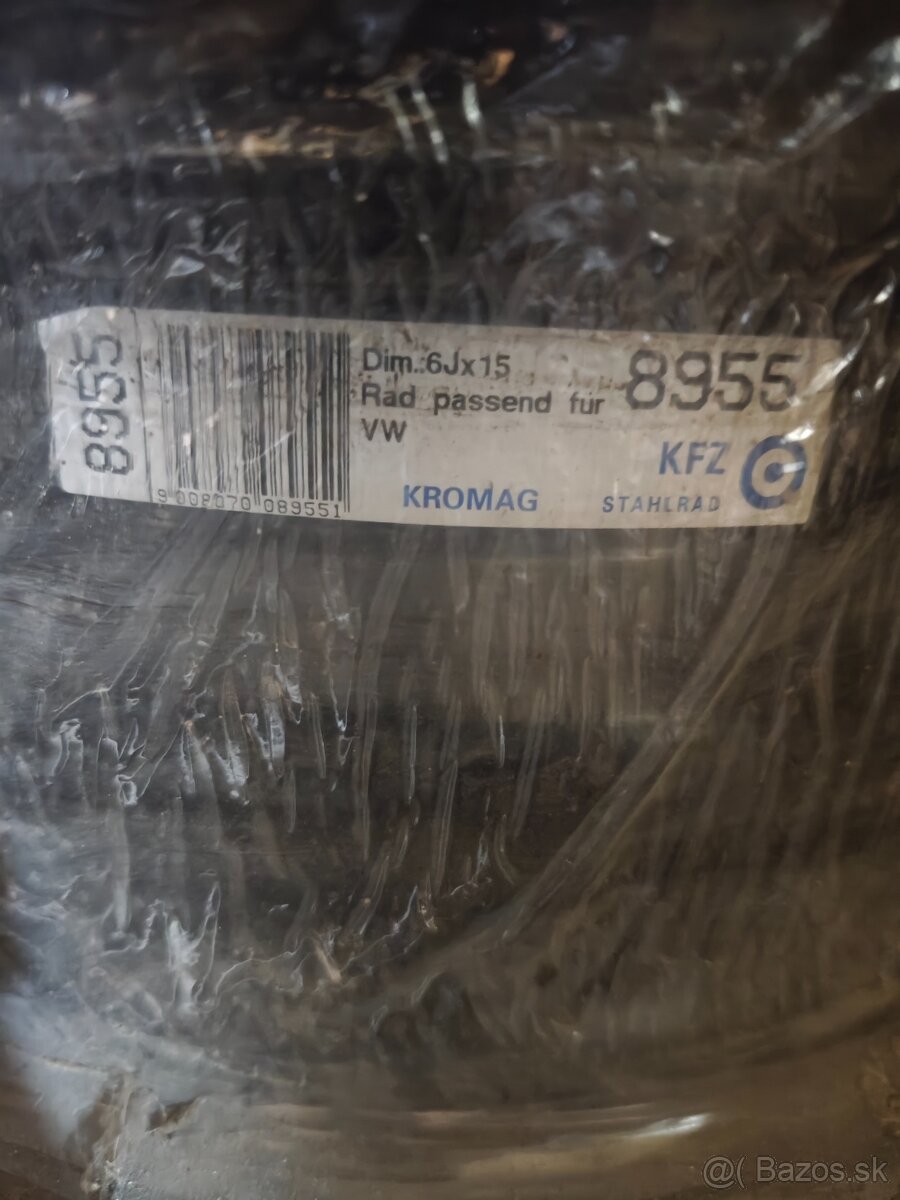 8955
9 008070 089551
Dim.:6Jx15
Rad passend für
VW
8955
KFZ
KROMAG
STAHLRAD
@( Bazos.sk